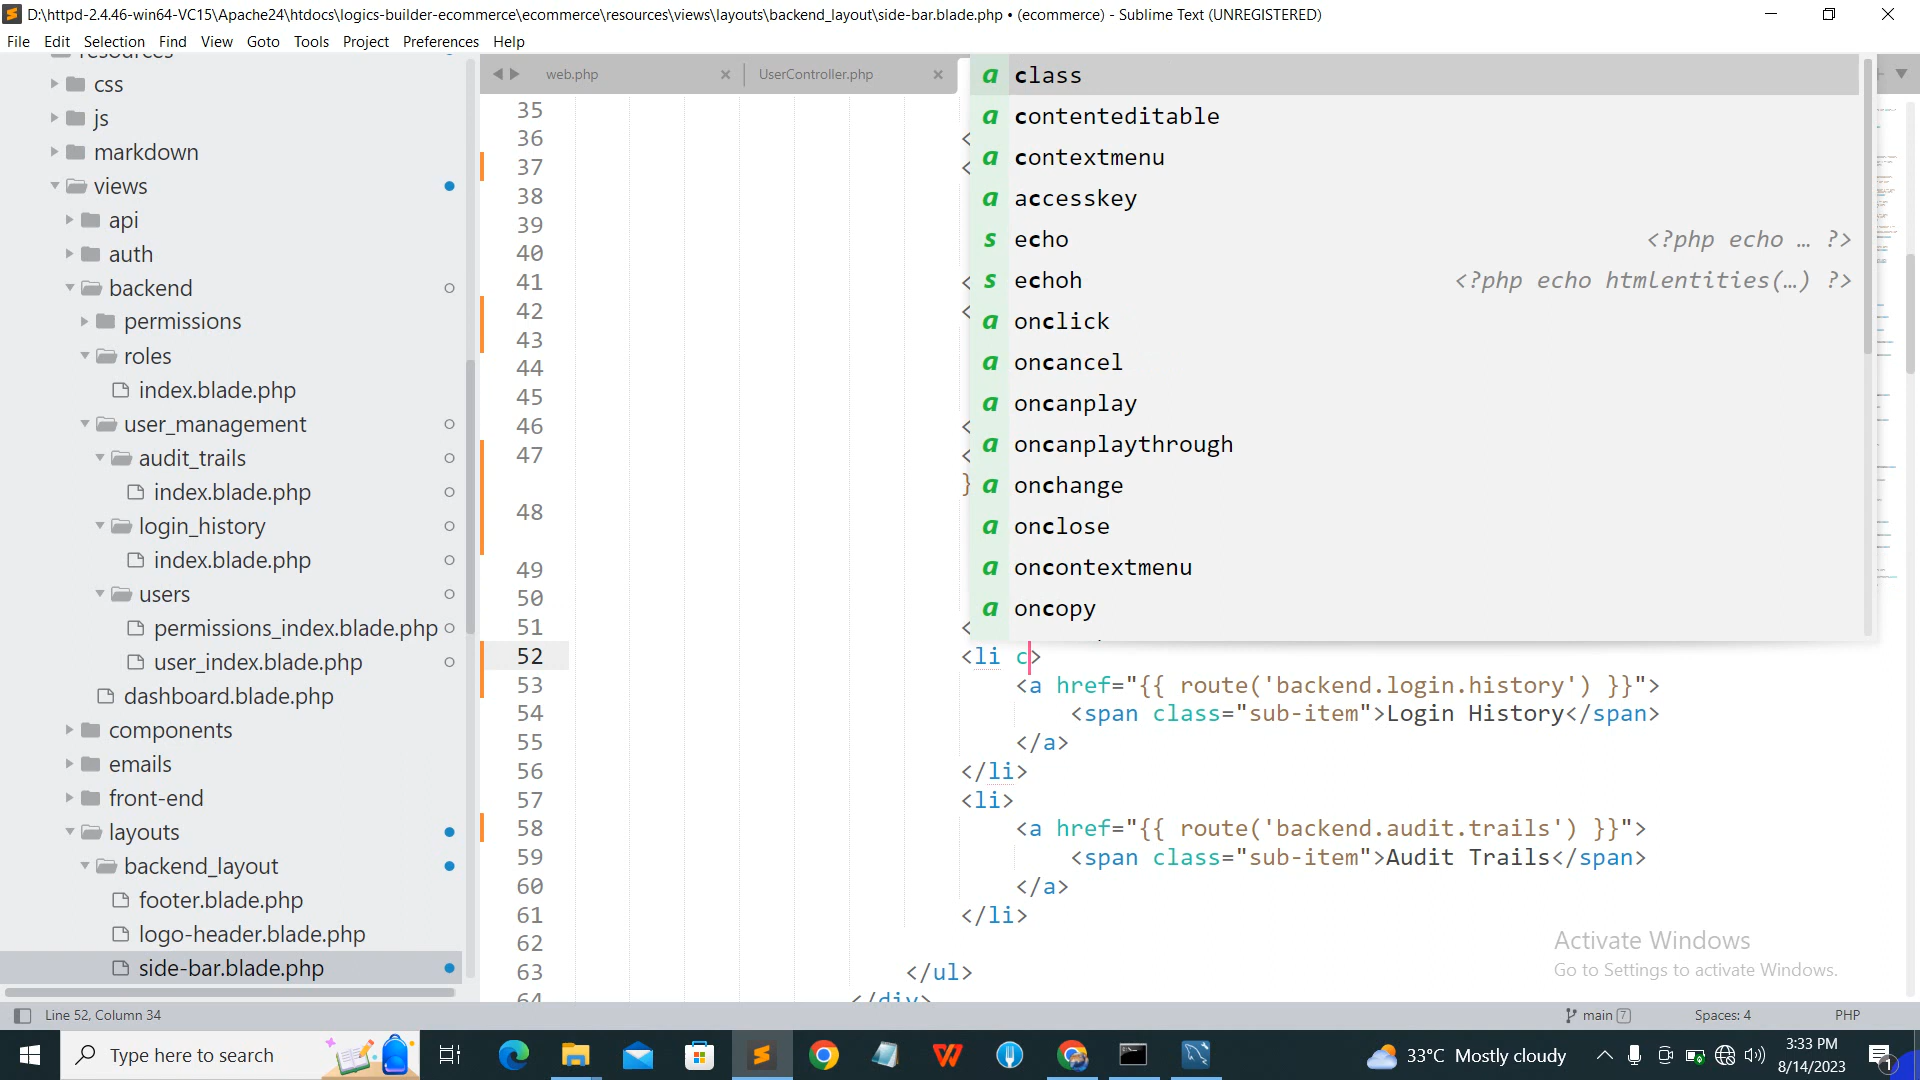 D:\httpd-2.4.46-win64-VC15\Apache24\htdocs\logics-builder-ecommerce\ecommerce\resources\views\layouts\backend_layout\side-bar.blade.php • (ecommerce) - Sublime Text (UNREGISTERED)
File Edit Selection Find View Goto Tools Project Preferences Help
resources
css
js
markdown
views
api
auth
backend
permissions
roles
index.blade.php
user_management
audit_trails
index.blade.php
login_history
index.blade.php
users
permissions_index.blade.php
user_index.blade.php
dashboard.blade.php
components
emails
front-end
layouts
backend_layout
footer.blade.php
logo-header.blade.php
side-bar.blade.php
web.php UserController.php
a class
a contenteditable
a contextmenu
a accesskey
s echo <?php echo … ?>
s echoh <?php echo htmlentities(…) ?>
a onclick
a oncancel
a oncanplay
a oncanplaythrough
a onchange
a onclose
a oncontextmenu
a oncopy
35
36 <
37 <
38
39
40
41 <
42 <
43
44
45
46 <
47 <
}
48
49
50
51 <
52 <li c>
53 <a href="{{ route('backend.login.history') }}">
54 <span class="sub-item">Login History</span>
55 </a>
56 </li>
57 <li>
58 <a href="{{ route('backend.audit.trails') }}">
59 <span class="sub-item">Audit Trails</span>
60 </a>
61 </li>
62
63 </ul>
64 </div>
Activate Windows
Go to Settings to activate Windows.
Line 52, Column 34 main 7 Spaces: 4 PHP
Type here to search 33°C Mostly cloudy 3:33 PM
8/14/2023 1